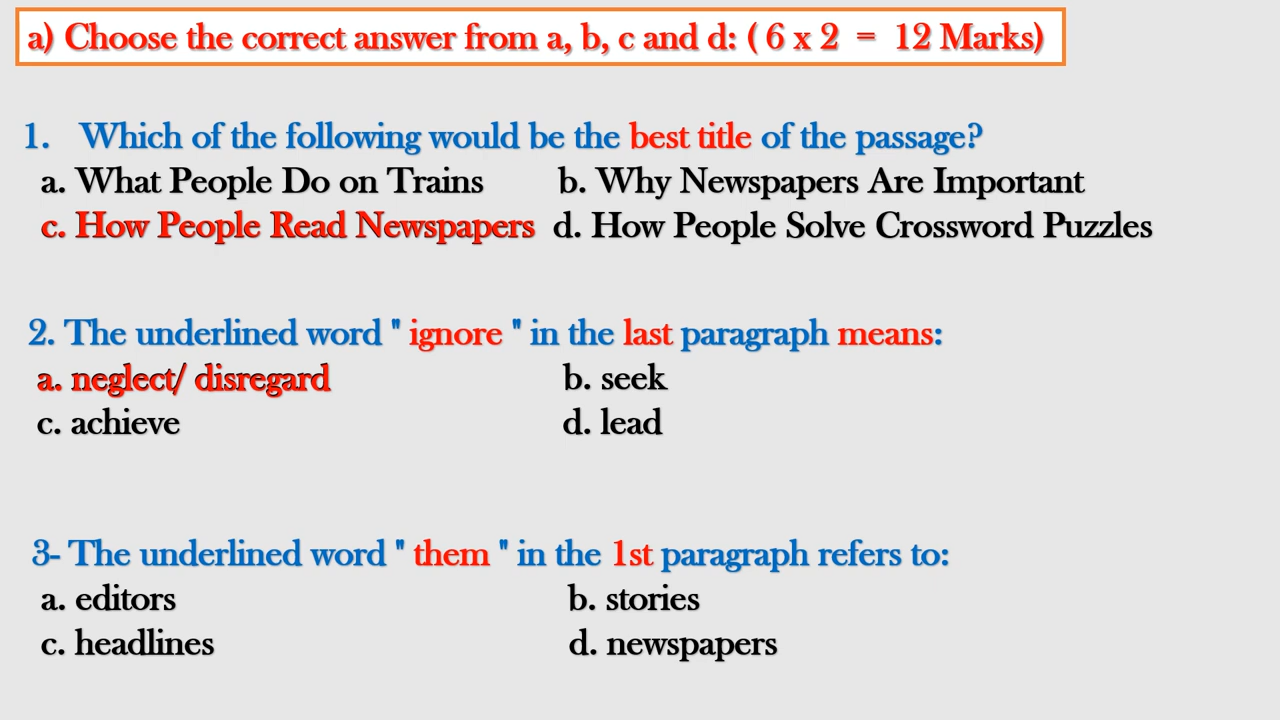 a) Choose the correct answer from a, b, c and d: ( 6 x 2 = 12 Marks)
1. Which of the following would be the best title of the passage?
a. What People Do on Trains b. Why Newspapers Are Important
c. How People Read Newspapers d. How People Solve Crossword Puzzles
2. The underlined word " ignore " in the last paragraph means:
a. neglect/ disregard b. seek
c. achieve d. lead
3- The underlined word " them " in the 1st paragraph refers to:
a. editors b. stories
c. headlines d. newspapers